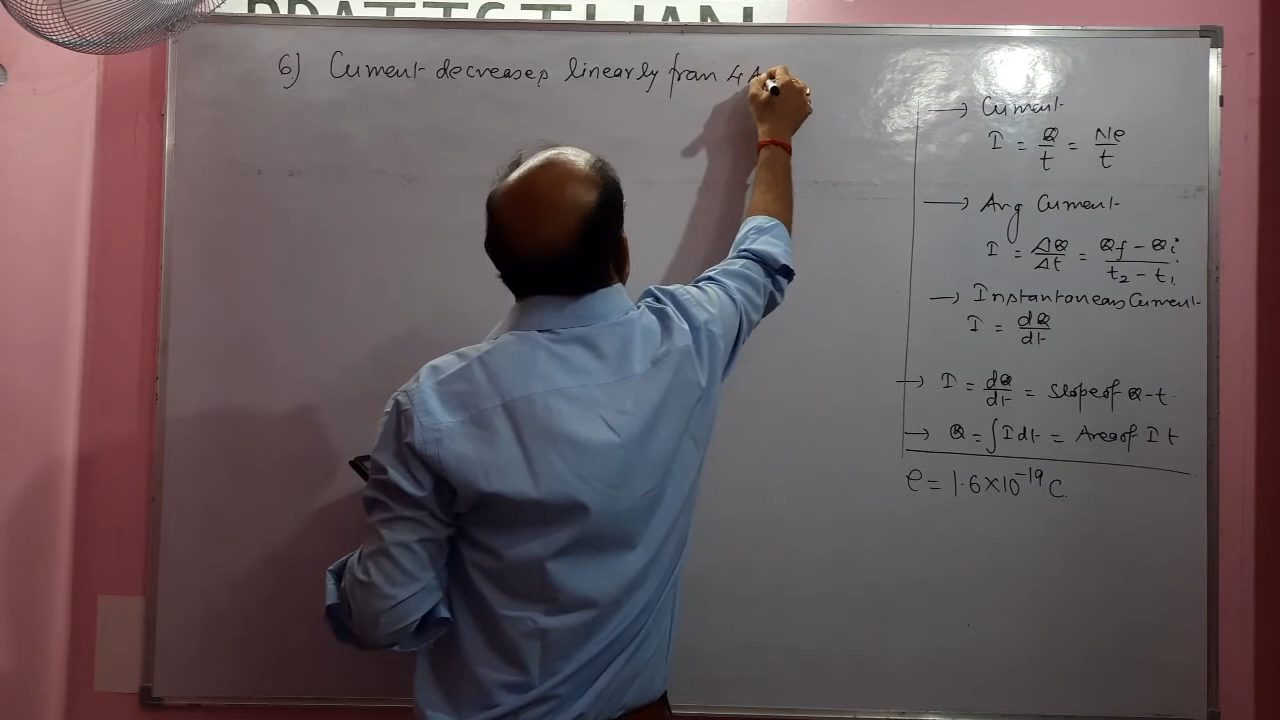 PRATISTHAN
6) Current decreases linearly from 4A
→ Current
I = Q/t = Ne/t
→ Avg Current
I = ΔQ/Δt = Qf - Qi / t₂ - t₁
→ Instantaneous Current
I = dQ/dt
→ I = dQ/dt = Slope of Q-t
→ Q = ∫I dt = Area of I t
e = 1.6×10⁻¹⁹ C